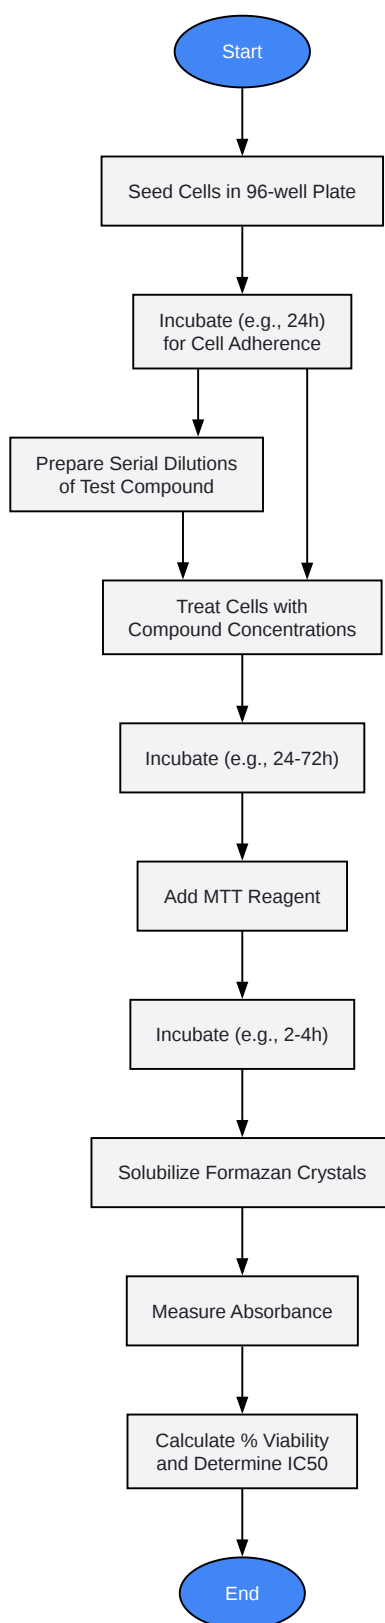 Start
Seed Cells in 96-well Plate
Incubate (e.g., 24h)
for Cell Adherence
Prepare Serial Dilutions
of Test Compound
Treat Cells with
Compound Concentrations
Incubate (e.g., 24-72h)
Add MTT Reagent
Incubate (e.g., 2-4h)
Solubilize Formazan Crystals
Measure Absorbance
Calculate % Viability
and Determine IC50
End